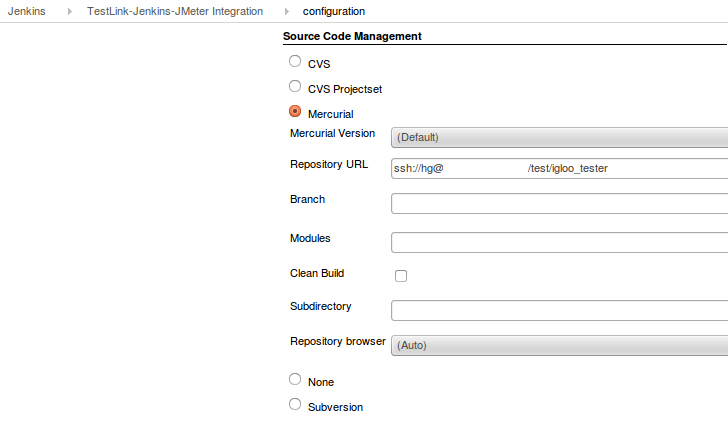 Jenkins TestLink-Jenkins-JMeter Integration configuration
Source Code Management
CVS
CVS Projectset
Mercurial
Mercurial Version (Default)
Repository URL ssh://hg@ /test/igloo_tester
Branch
Modules
Clean Build
Subdirectory
Repository browser (Auto)
None
Subversion